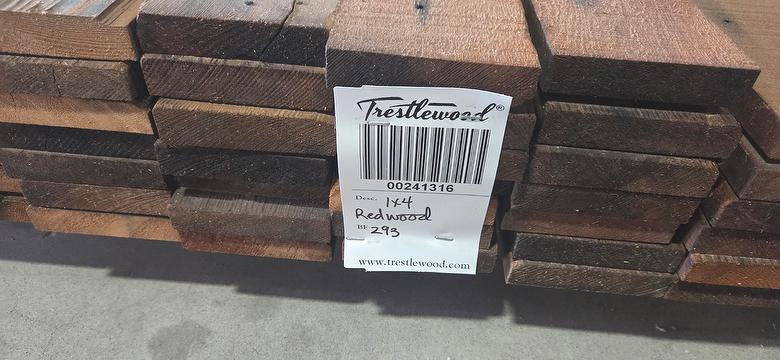 Trestlewood®
00241316
Desc. 1x4
Redwood
BF 293
www.trestlewood.com